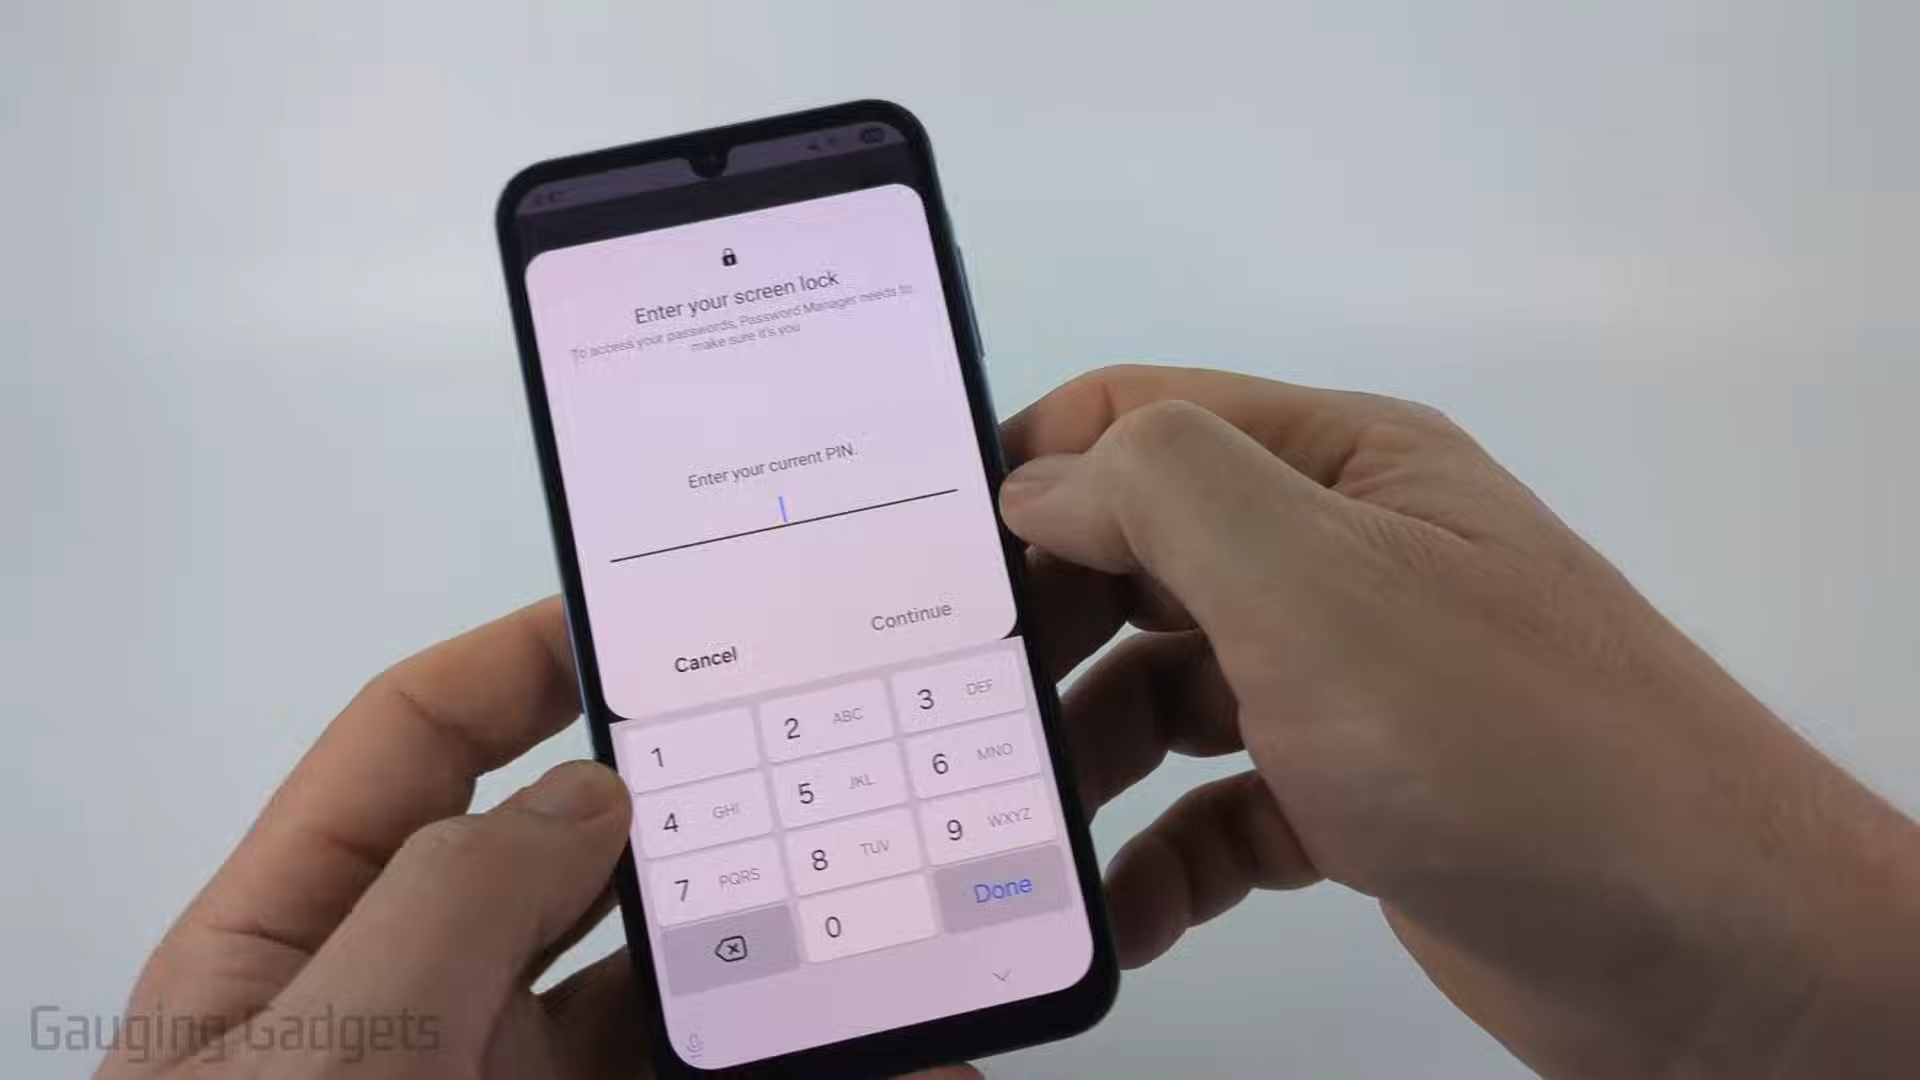 Enter your screen lock
To access your passwords, Password Manager needs to
make sure it's you
Enter your current PIN.
Cancel
Continue
1
2 ABC
3 DEF
4 GHI
5 JKL
6 MNO
7 PQRS
8 TUV
9 WXYZ
0
Done
Gauging Gadgets